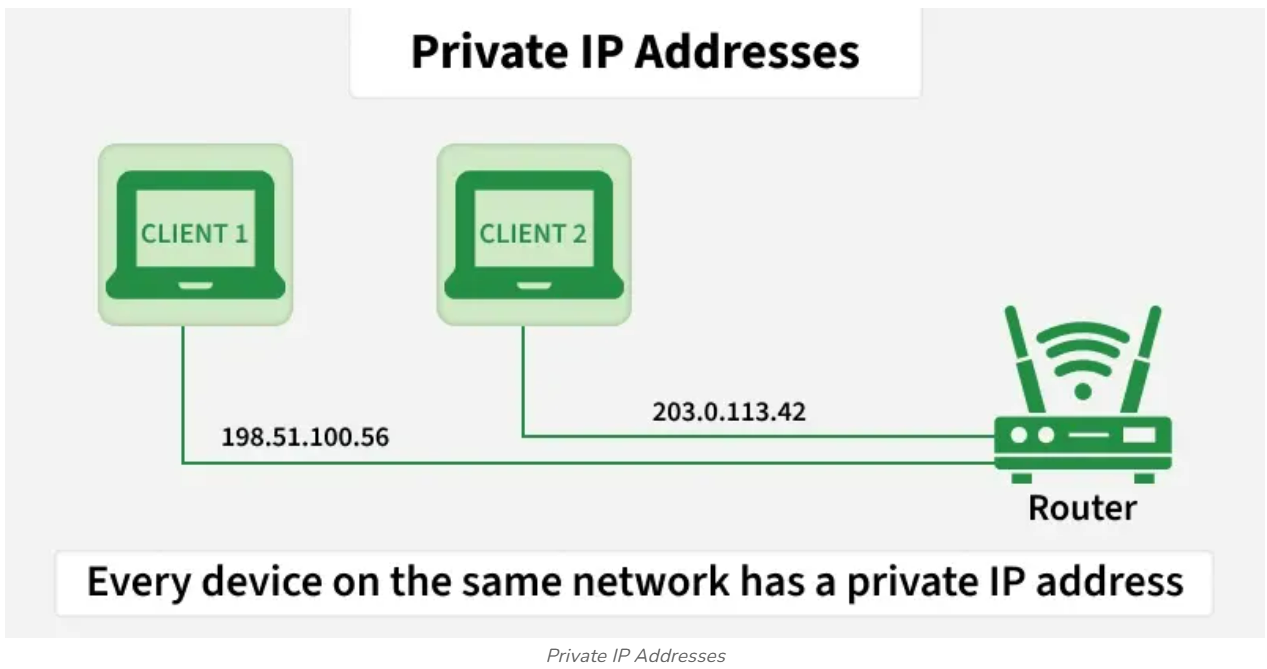 Private IP Addresses
CLIENT 1
CLIENT 2
203.0.113.42
198.51.100.56
Router
Every device on the same network has a private IP address
Private IP Addresses